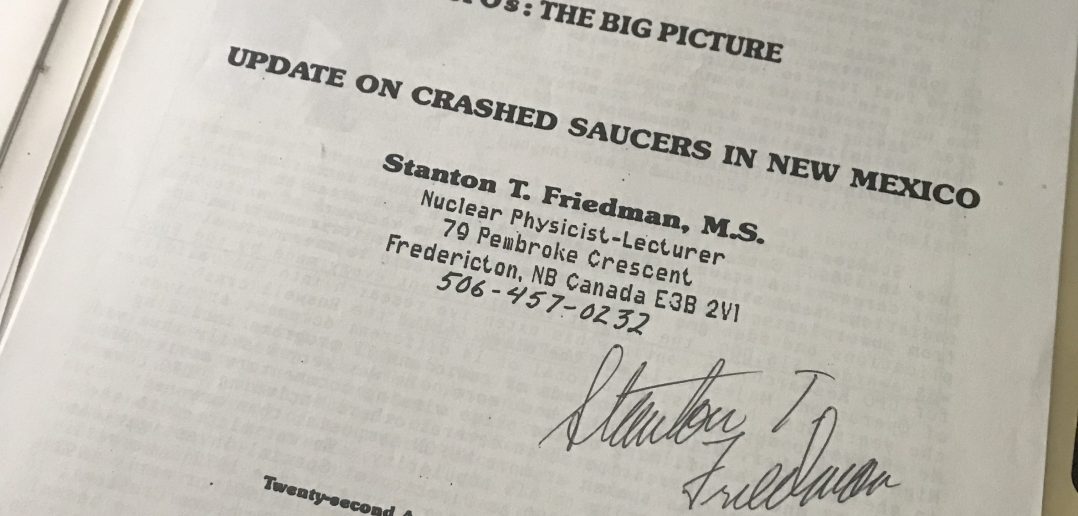 : THE BIG PICTURE
UPDATE ON CRASHED SAUCERS IN NEW MEXICO
Stanton T. Friedman, M.S.
Nuclear Physicist-Lecturer
79 Pembroke Crescent
Fredericton, NB Canada E3B 2V1
506-457-0232
Stanton T.
Friedman
Twenty-second